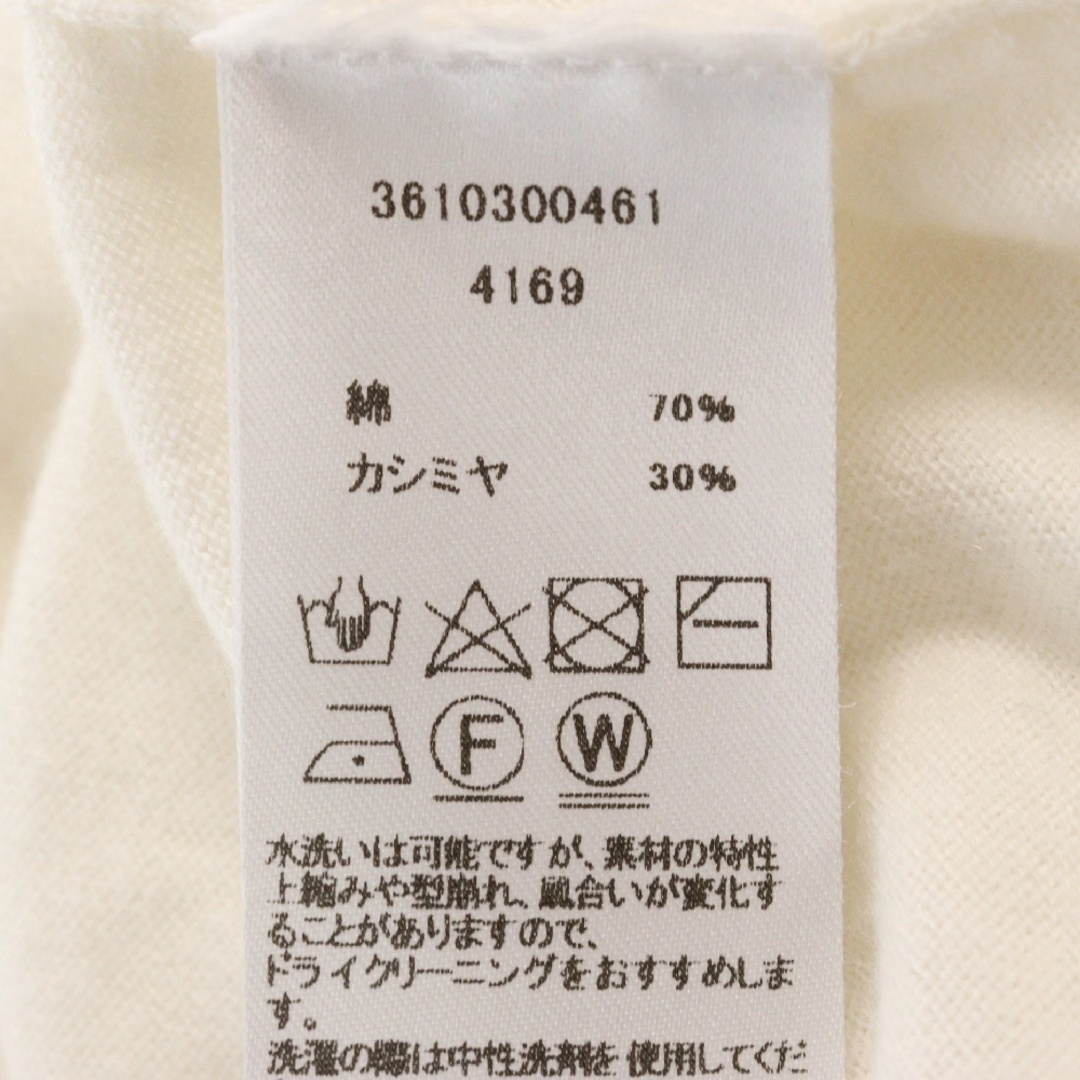 3610300461
4169
綿 70%
カシミヤ 30%
F W
水洗いは可能ですが、素材の特性
上縮みや型崩れ、風合いが変化す
ることがありますので、
ドライクリーニングをおすすめしま
す。
洗濯の際は中性洗剤を使用してくだ